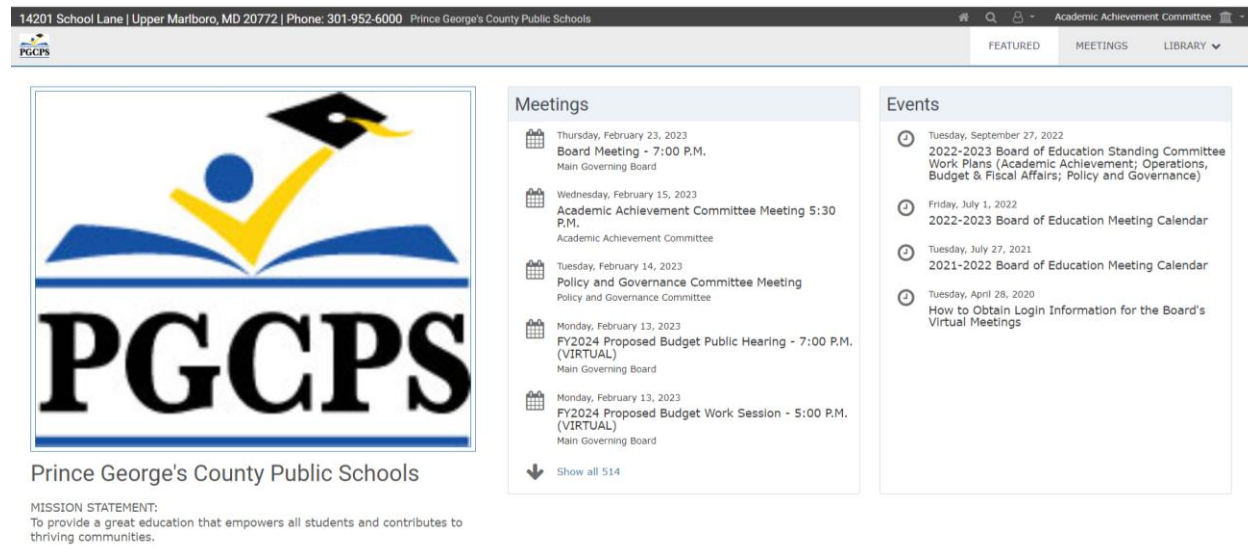 14201 School Lane | Upper Marlboro, MD 20772 | Phone: 301-952-6000 Prince George's County Public Schools
Academic Achievement Committee
PGCPS
FEATURED MEETINGS LIBRARY
PGCPS
Prince George's County Public Schools
MISSION STATEMENT:
To provide a great education that empowers all students and contributes to
thriving communities.
Meetings
Thursday, February 23, 2023
Board Meeting - 7:00 P.M.
Main Governing Board
Wednesday, February 15, 2023
Academic Achievement Committee Meeting 5:30
P.M.
Academic Achievement Committee
Tuesday, February 14, 2023
Policy and Governance Committee Meeting
Policy and Governance Committee
Monday, February 13, 2023
FY2024 Proposed Budget Public Hearing - 7:00 P.M.
(VIRTUAL)
Main Governing Board
Monday, February 13, 2023
FY2024 Proposed Budget Work Session - 5:00 P.M.
(VIRTUAL)
Main Governing Board
Show all 514
Events
Tuesday, September 27, 2022
2022-2023 Board of Education Standing Committee
Work Plans (Academic Achievement; Operations,
Budget & Fiscal Affairs; Policy and Governance)
Friday, July 1, 2022
2022-2023 Board of Education Meeting Calendar
Tuesday, July 27, 2021
2021-2022 Board of Education Meeting Calendar
Tuesday, April 28, 2020
How to Obtain Login Information for the Board's
Virtual Meetings